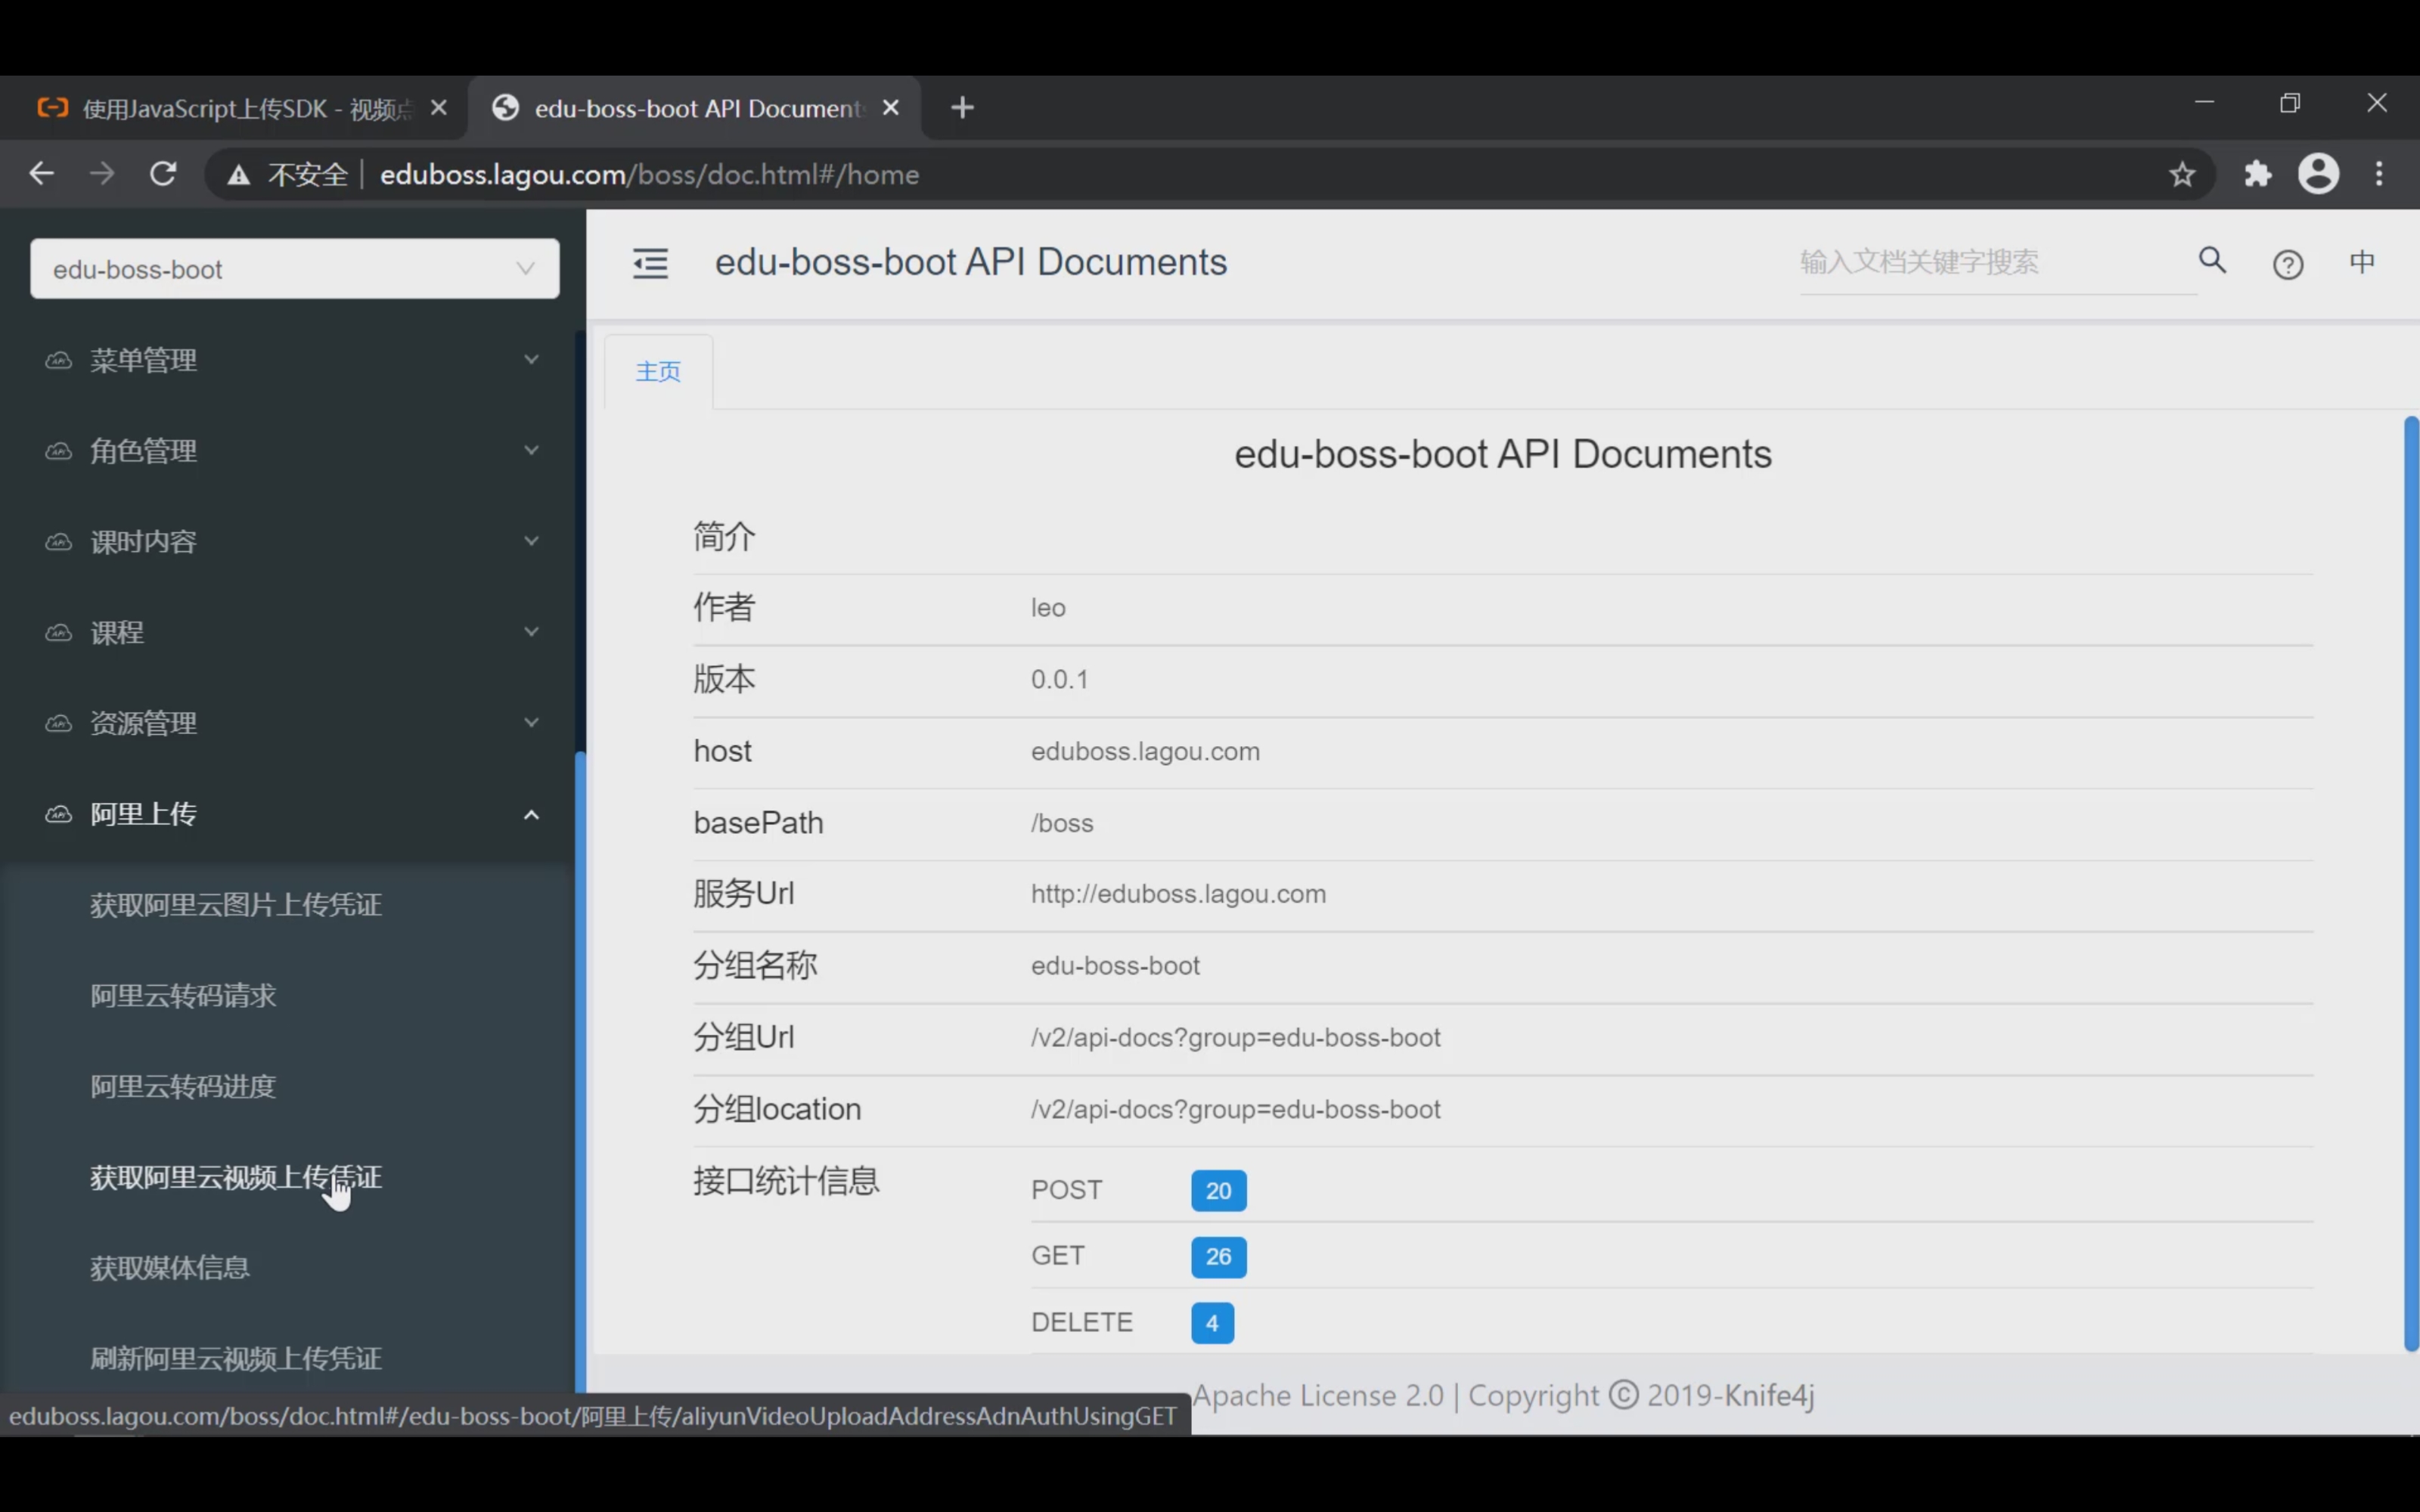 使用JavaScript上传SDK - 视频点
edu-boss-boot API Document
不安全 eduboss.lagou.com/boss/doc.html#/home
edu-boss-boot
菜单管理
角色管理
课时内容
课程
资源管理
阿里上传
获取阿里云图片上传凭证
阿里云转码请求
阿里云转码进度
获取阿里云视频上传凭证
获取媒体信息
刷新阿里云视频上传凭证
edu-boss-boot API Documents
输入文档关键字搜索
中
主页
edu-boss-boot API Documents
简介
作者 leo
版本 0.0.1
host eduboss.lagou.com
basePath /boss
服务Url http://eduboss.lagou.com
分组名称 edu-boss-boot
分组Url /v2/api-docs?group=edu-boss-boot
分组location /v2/api-docs?group=edu-boss-boot
接口统计信息 POST 20
GET 26
DELETE 4
Apache License 2.0 | Copyright © 2019-Knife4j
eduboss.lagou.com/boss/doc.html#/edu-boss-boot/阿里上传/aliyunVideoUploadAddressAdnAuthUsingGET